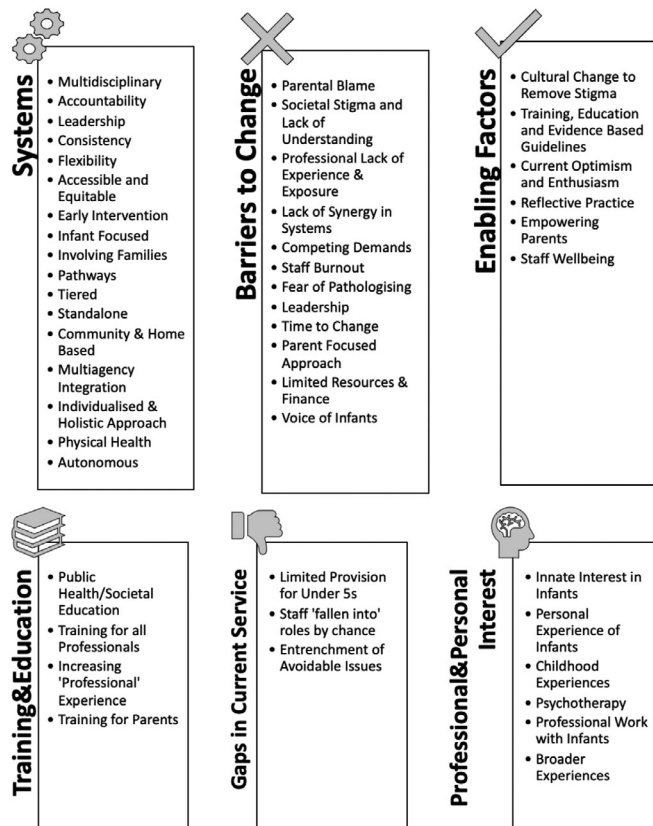 Systems
• Multidisciplinary
• Accountability
• Leadership
• Consistency
• Flexibility
• Accessible and
Equitable
• Early Intervention
• Infant Focused
• Involving Families
• Pathways
• Tiered
• Standalone
• Community & Home
Based
• Multiagency
Integration
• Individualised &
Holistic Approach
• Physical Health
• Autonomous
Barriers to Change
• Parental Blame
• Societal Stigma and
Lack of
Understanding
• Professional Lack of
Experience &
Exposure
• Lack of Synergy in
Systems
• Competing Demands
• Staff Burnout
• Fear of Pathologising
• Leadership
• Time to Change
• Parent Focused
Approach
• Limited Resources &
Finance
• Voice of Infants
Enabling Factors
• Cultural Change to
Remove Stigma
• Training, Education
and Evidence Based
Guidelines
• Current Optimism
and Enthusiasm
• Reflective Practice
• Empowering
Parents
• Staff Wellbeing
Training&Education
• Public
Health/Societal
Education
• Training for all
Professionals
• Increasing
'Professional'
Experience
• Training for Parents
Gaps in Current Service
• Limited Provision
for Under 5s
• Staff 'fallen into'
roles by chance
• Entrenchment of
Avoidable Issues
Professional&Personal
Interest
• Innate Interest in
Infants
• Personal
Experience of
Infants
• Childhood
Experiences
• Psychotherapy
• Professional Work
with Infants
• Broader
Experiences